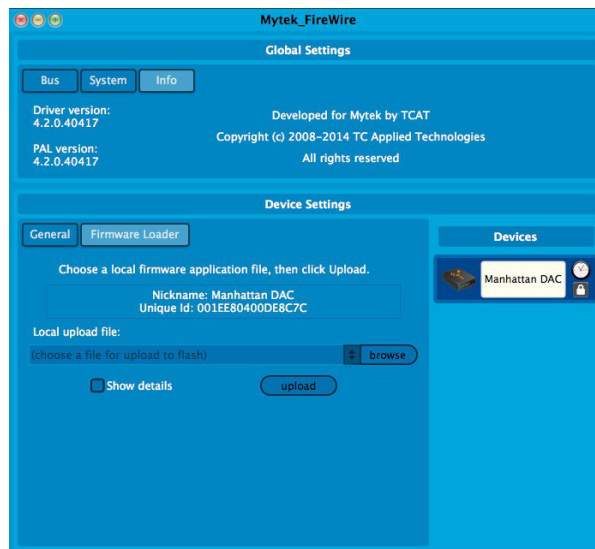 Mytek_FireWire
Global Settings
Bus
System
Info
Driver version:
4.2.0.40417
PAL version:
4.2.0.40417
Developed for Mytek by TCAT
Copyright (c) 2008-2014 TC Applied Technologies
All rights reserved
Device Settings
General
Firmware Loader
Choose a local firmware application file, then click Upload.
Nickname: Manhattan DAC
Unique Id: 001EE80400DE8C7C
Local upload file:
(choose a file for upload to flash)
browse
Show details
upload
Devices
Manhattan DAC